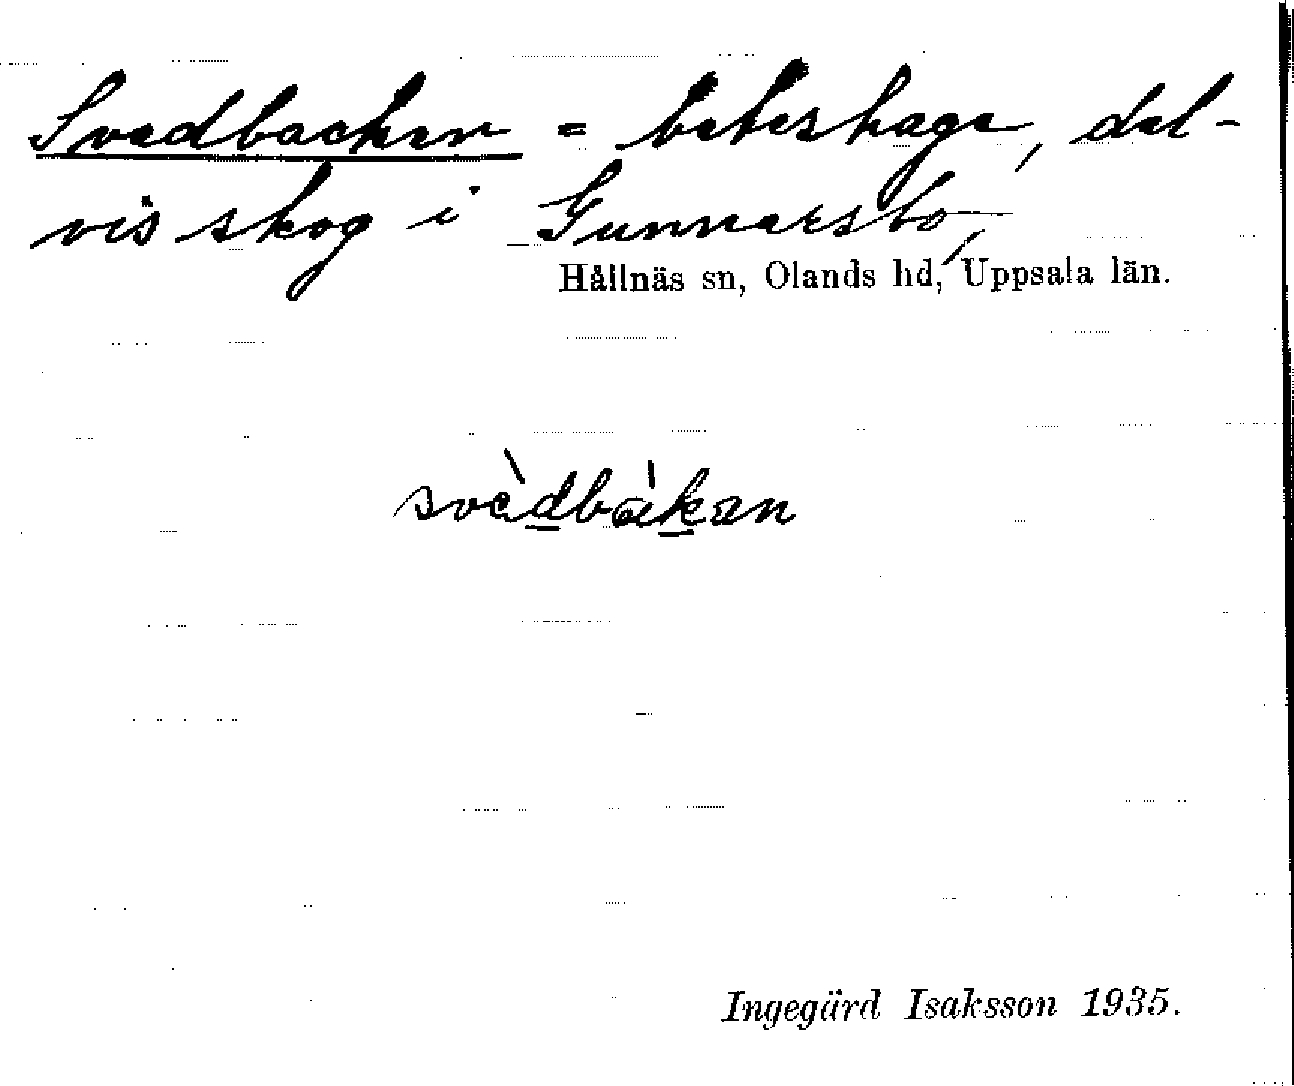 Svedbacken = beteshage, del-
vis skog i Gunnarsbo,
Hållnäs sn, Olands hd, Uppsala län.
svèdbàkan
Ingegärd Isaksson 1935.